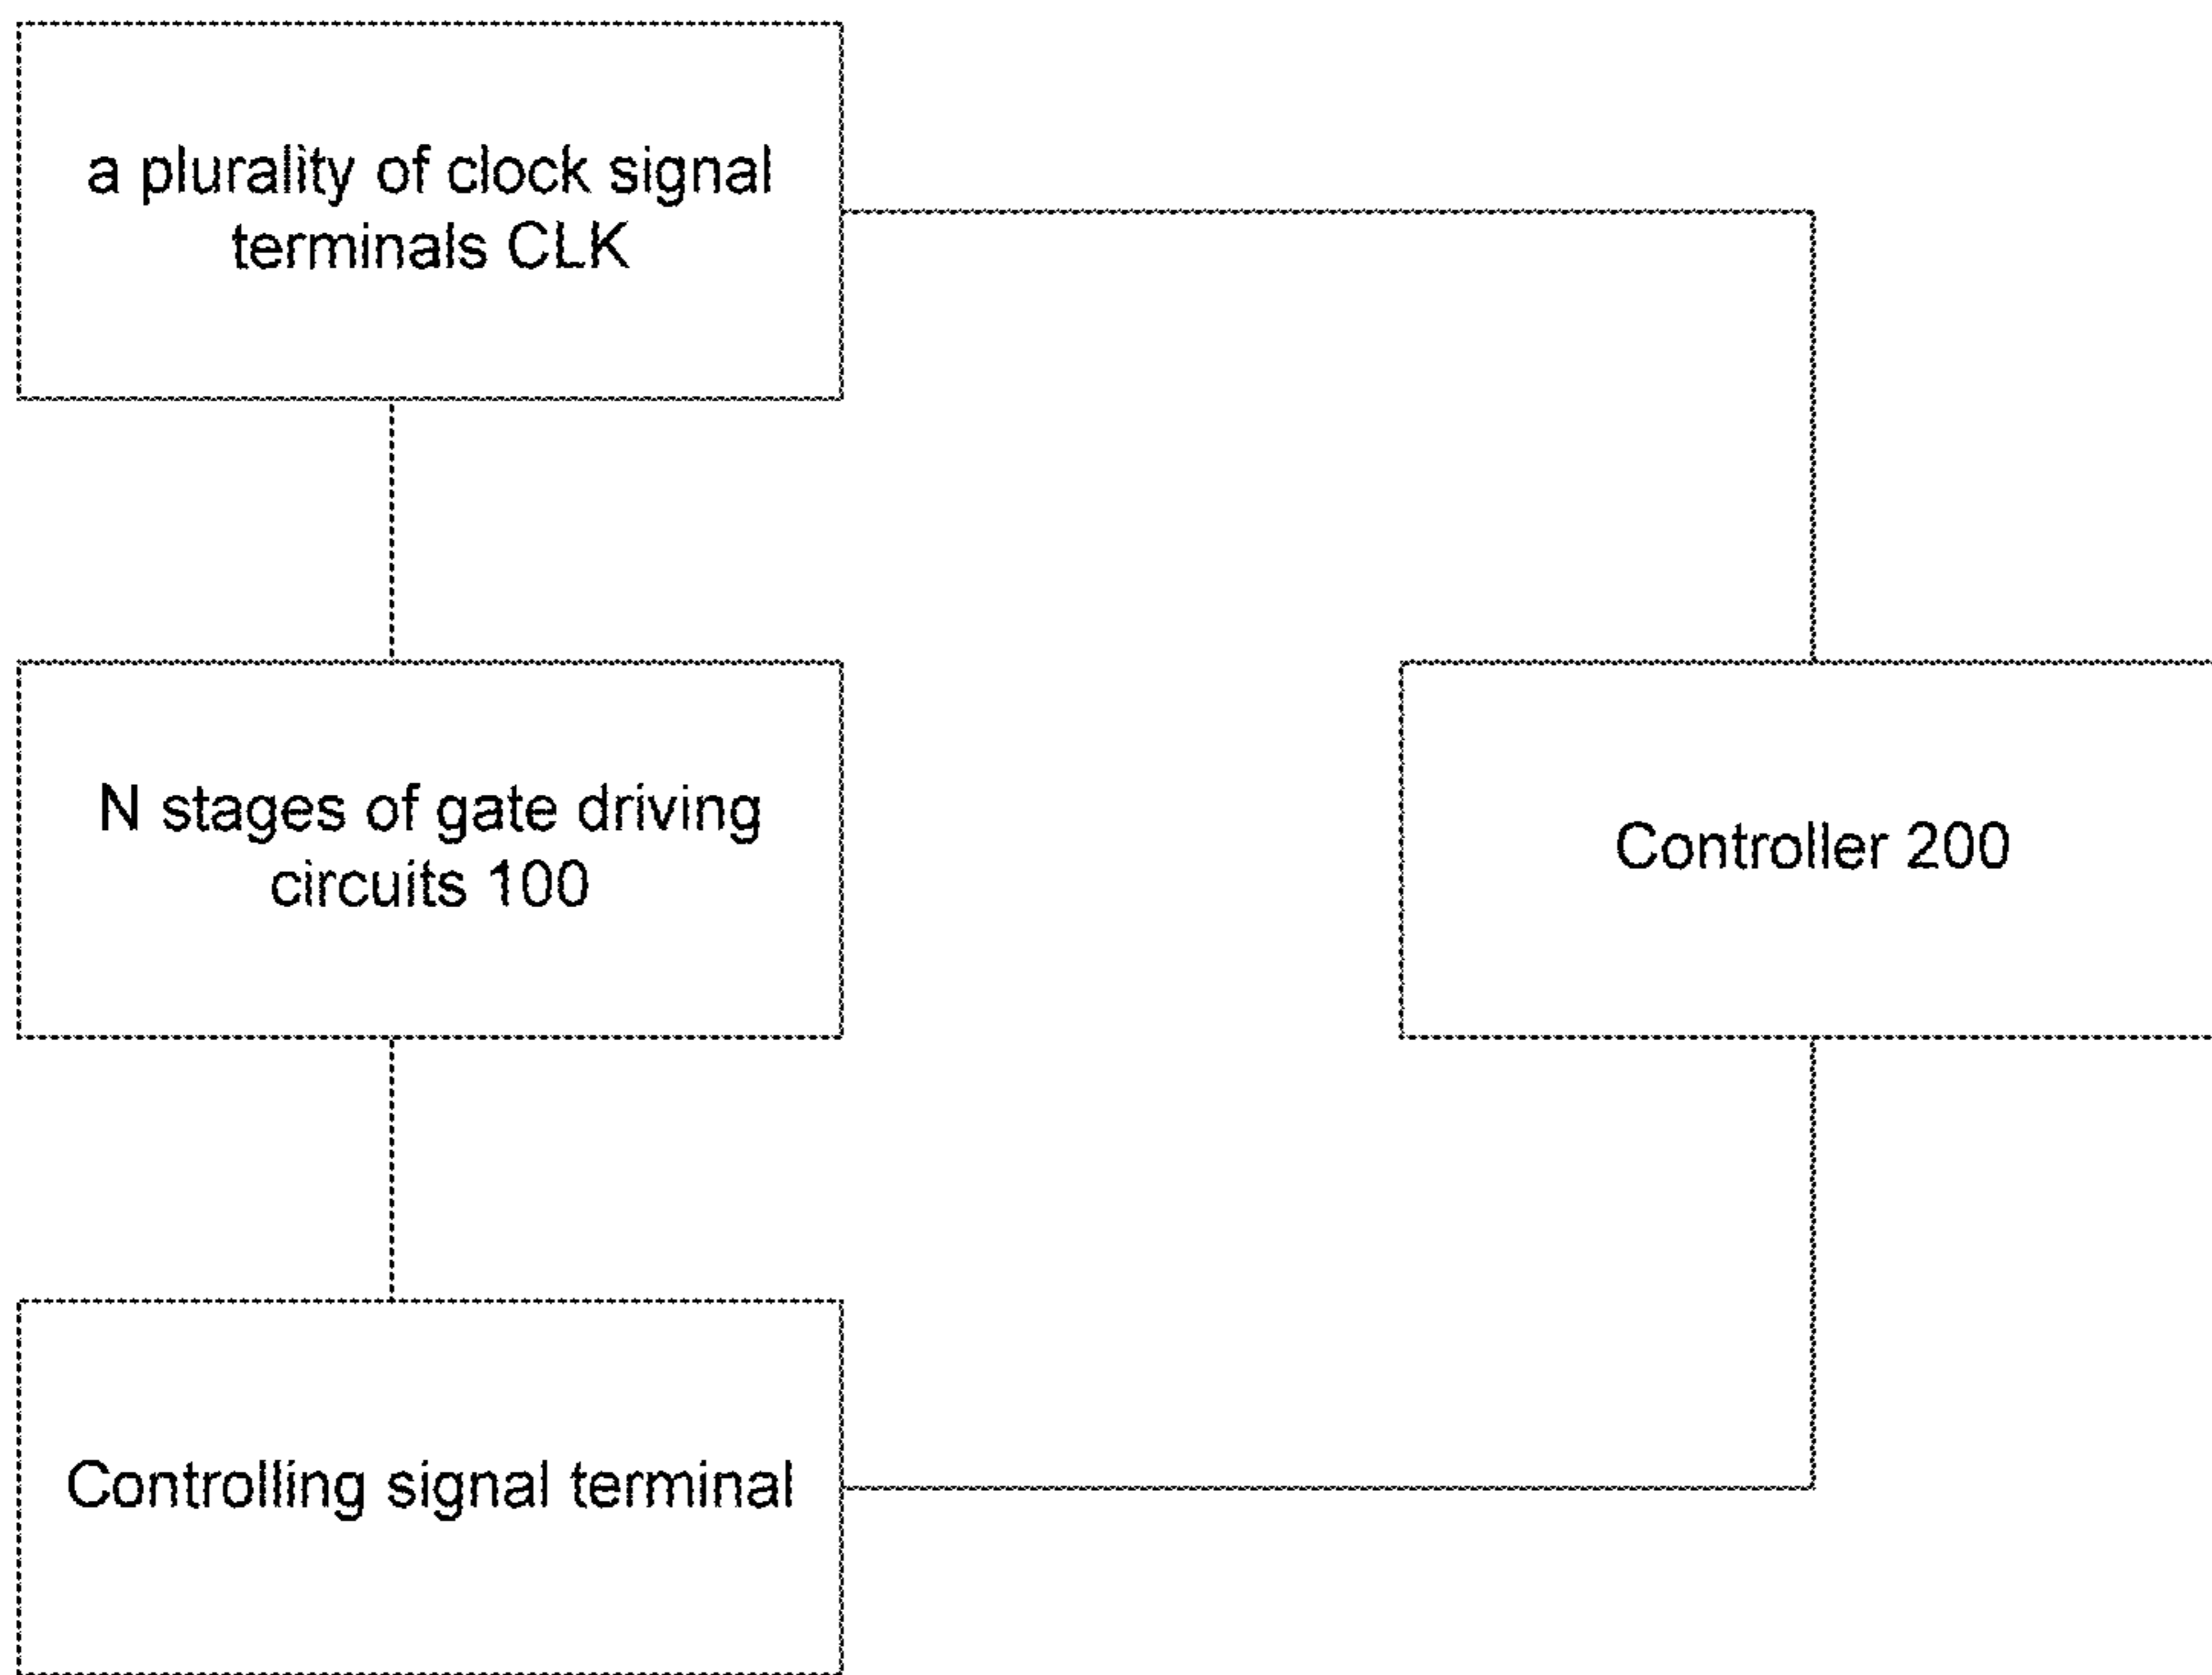 a plurality of clock signal
terminals CLK
N stages of gate driving
circuits 100
Controller 200
Controlling signal terminal